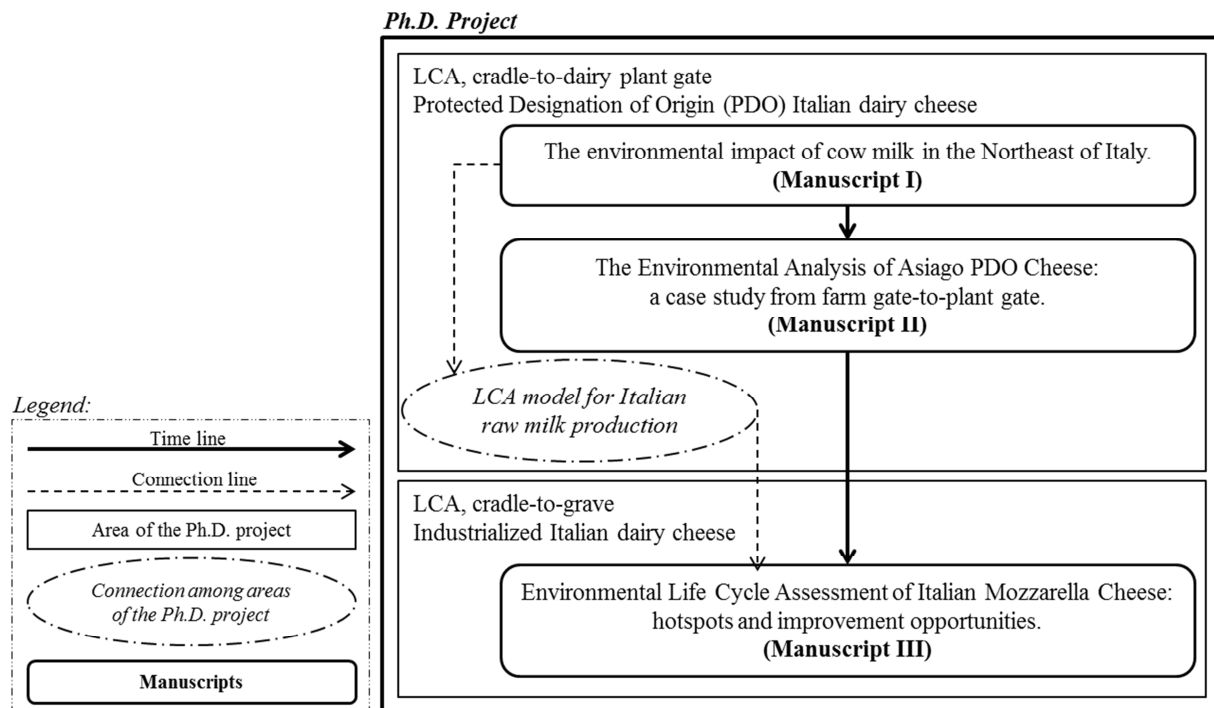 Ph.D. Project
LCA, cradle-to-dairy plant gate
Protected Designation of Origin (PDO) Italian dairy cheese
The environmental impact of cow milk in the Northeast of Italy.
(Manuscript I)
The Environmental Analysis of Asiago PDO Cheese:
a case study from farm gate-to-plant gate.
(Manuscript II)
LCA model for Italian
raw milk production
LCA, cradle-to-grave
Industrialized Italian dairy cheese
Environmental Life Cycle Assessment of Italian Mozzarella Cheese:
hotspots and improvement opportunities.
(Manuscript III)
Legend:
Time line
Connection line
Area of the Ph.D. project
Connection among areas
of the Ph.D. project
Manuscripts